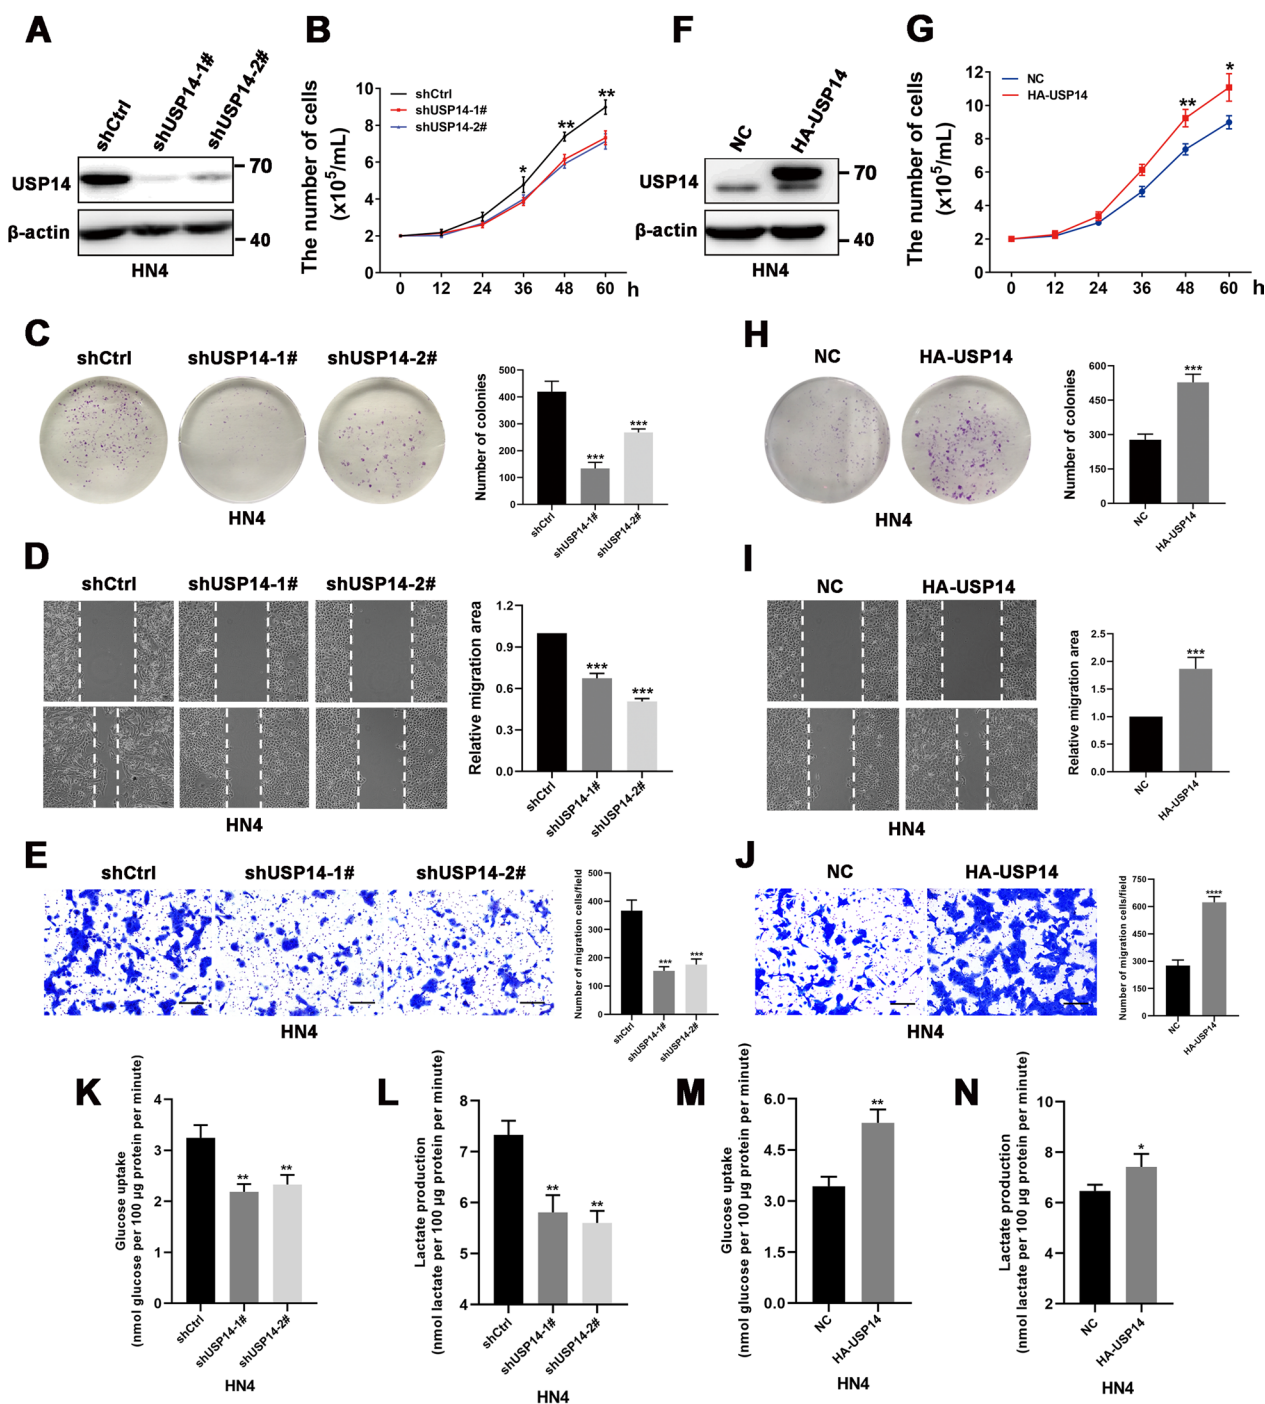 A
shCtrl
shUSP14-1#
shUSP14-2#
USP14
70
β-actin
40
HN4
B
The number of cells
(x10⁵/mL)
10
8
6
4
2
0
shCtrl
shUSP14-1#
shUSP14-2#
*
**
**
0 12 24 36 48 60 h
F
NC
HA-USP14
USP14
70
β-actin
40
HN4
G
The number of cells
(x10⁵/mL)
12
10
8
6
4
2
0
NC
HA-USP14
**
*
0 12 24 36 48 60 h
C
shCtrl
shUSP14-1#
shUSP14-2#
HN4
Number of colonies
500
400
300
200
100
0
***
***
shCtrl
shUSP14-1#
shUSP14-2#
H
NC
HA-USP14
HN4
Number of colonies
600
450
300
150
0
***
NC
HA-USP14
D
shCtrl
shUSP14-1#
shUSP14-2#
HN4
Relative migration area
1.2
0.9
0.6
0.3
0.0
***
***
shCtrl
shUSP14-1#
shUSP14-2#
I
NC
HA-USP14
HN4
Relative migration area
2.5
2.0
1.5
1.0
0.5
0.0
***
NC
HA-USP14
E
shCtrl
shUSP14-1#
shUSP14-2#
HN4
Number of migration cells/field
500
400
300
200
100
0
***
***
shCtrl
shUSP14-1#
shUSP14-2#
J
NC
HA-USP14
HN4
Number of migration cells/field
750
600
450
300
150
0
****
NC
HA-USP14
K
Glucose uptake
(nmol glucose per 100 µg protein per minute)
4
3
2
1
0
**
**
shCtrl
shUSP14-1#
shUSP14-2#
HN4
L
Lactate production
(nmol lactate per 100 µg protein per minute)
8
7
6
5
4
**
**
shCtrl
shUSP14-1#
shUSP14-2#
HN4
M
Glucose uptake
(nmol glucose per 100 µg protein per minute)
6.0
4.5
3.0
1.5
0.0
**
NC
HA-USP14
HN4
N
Lactate production
(nmol lactate per 100 µg protein per minute)
10
8
6
4
2
*
NC
HA-USP14
HN4